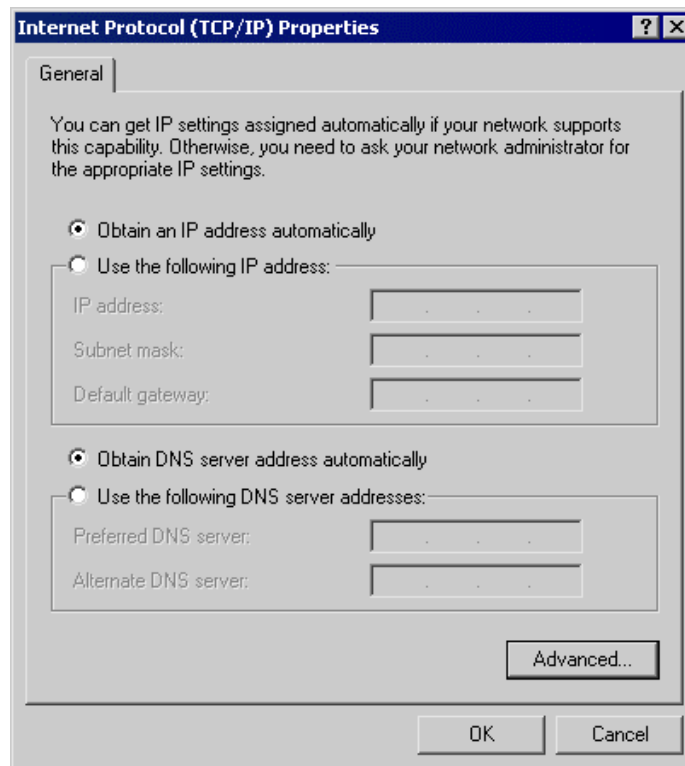 Internet Protocol (TCP/IP) Properties
General
You can get IP settings assigned automatically if your network supports
this capability. Otherwise, you need to ask your network administrator for
the appropriate IP settings.
Obtain an IP address automatically
Use the following IP address:
IP address:
Subnet mask:
Default gateway:
Obtain DNS server address automatically
Use the following DNS server addresses:
Preferred DNS server:
Alternate DNS server:
Advanced...
OK Cancel